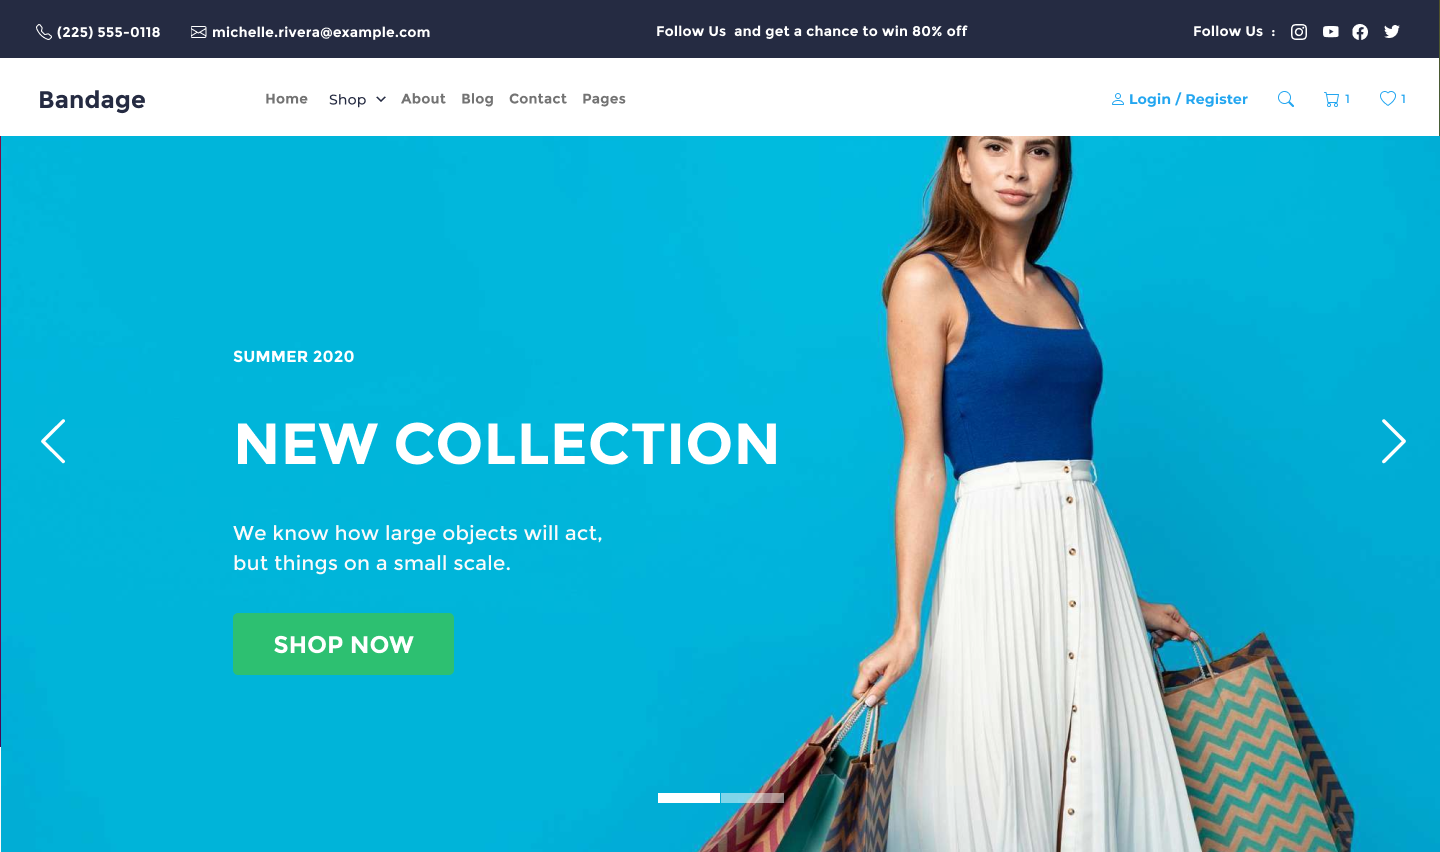 (225) 555-0118 michelle.rivera@example.com Follow Us and get a chance to win 80% off Follow Us :
Bandage Home Shop About Blog Contact Pages Login / Register 1 1
SUMMER 2020
NEW COLLECTION
We know how large objects will act,
but things on a small scale.
SHOP NOW